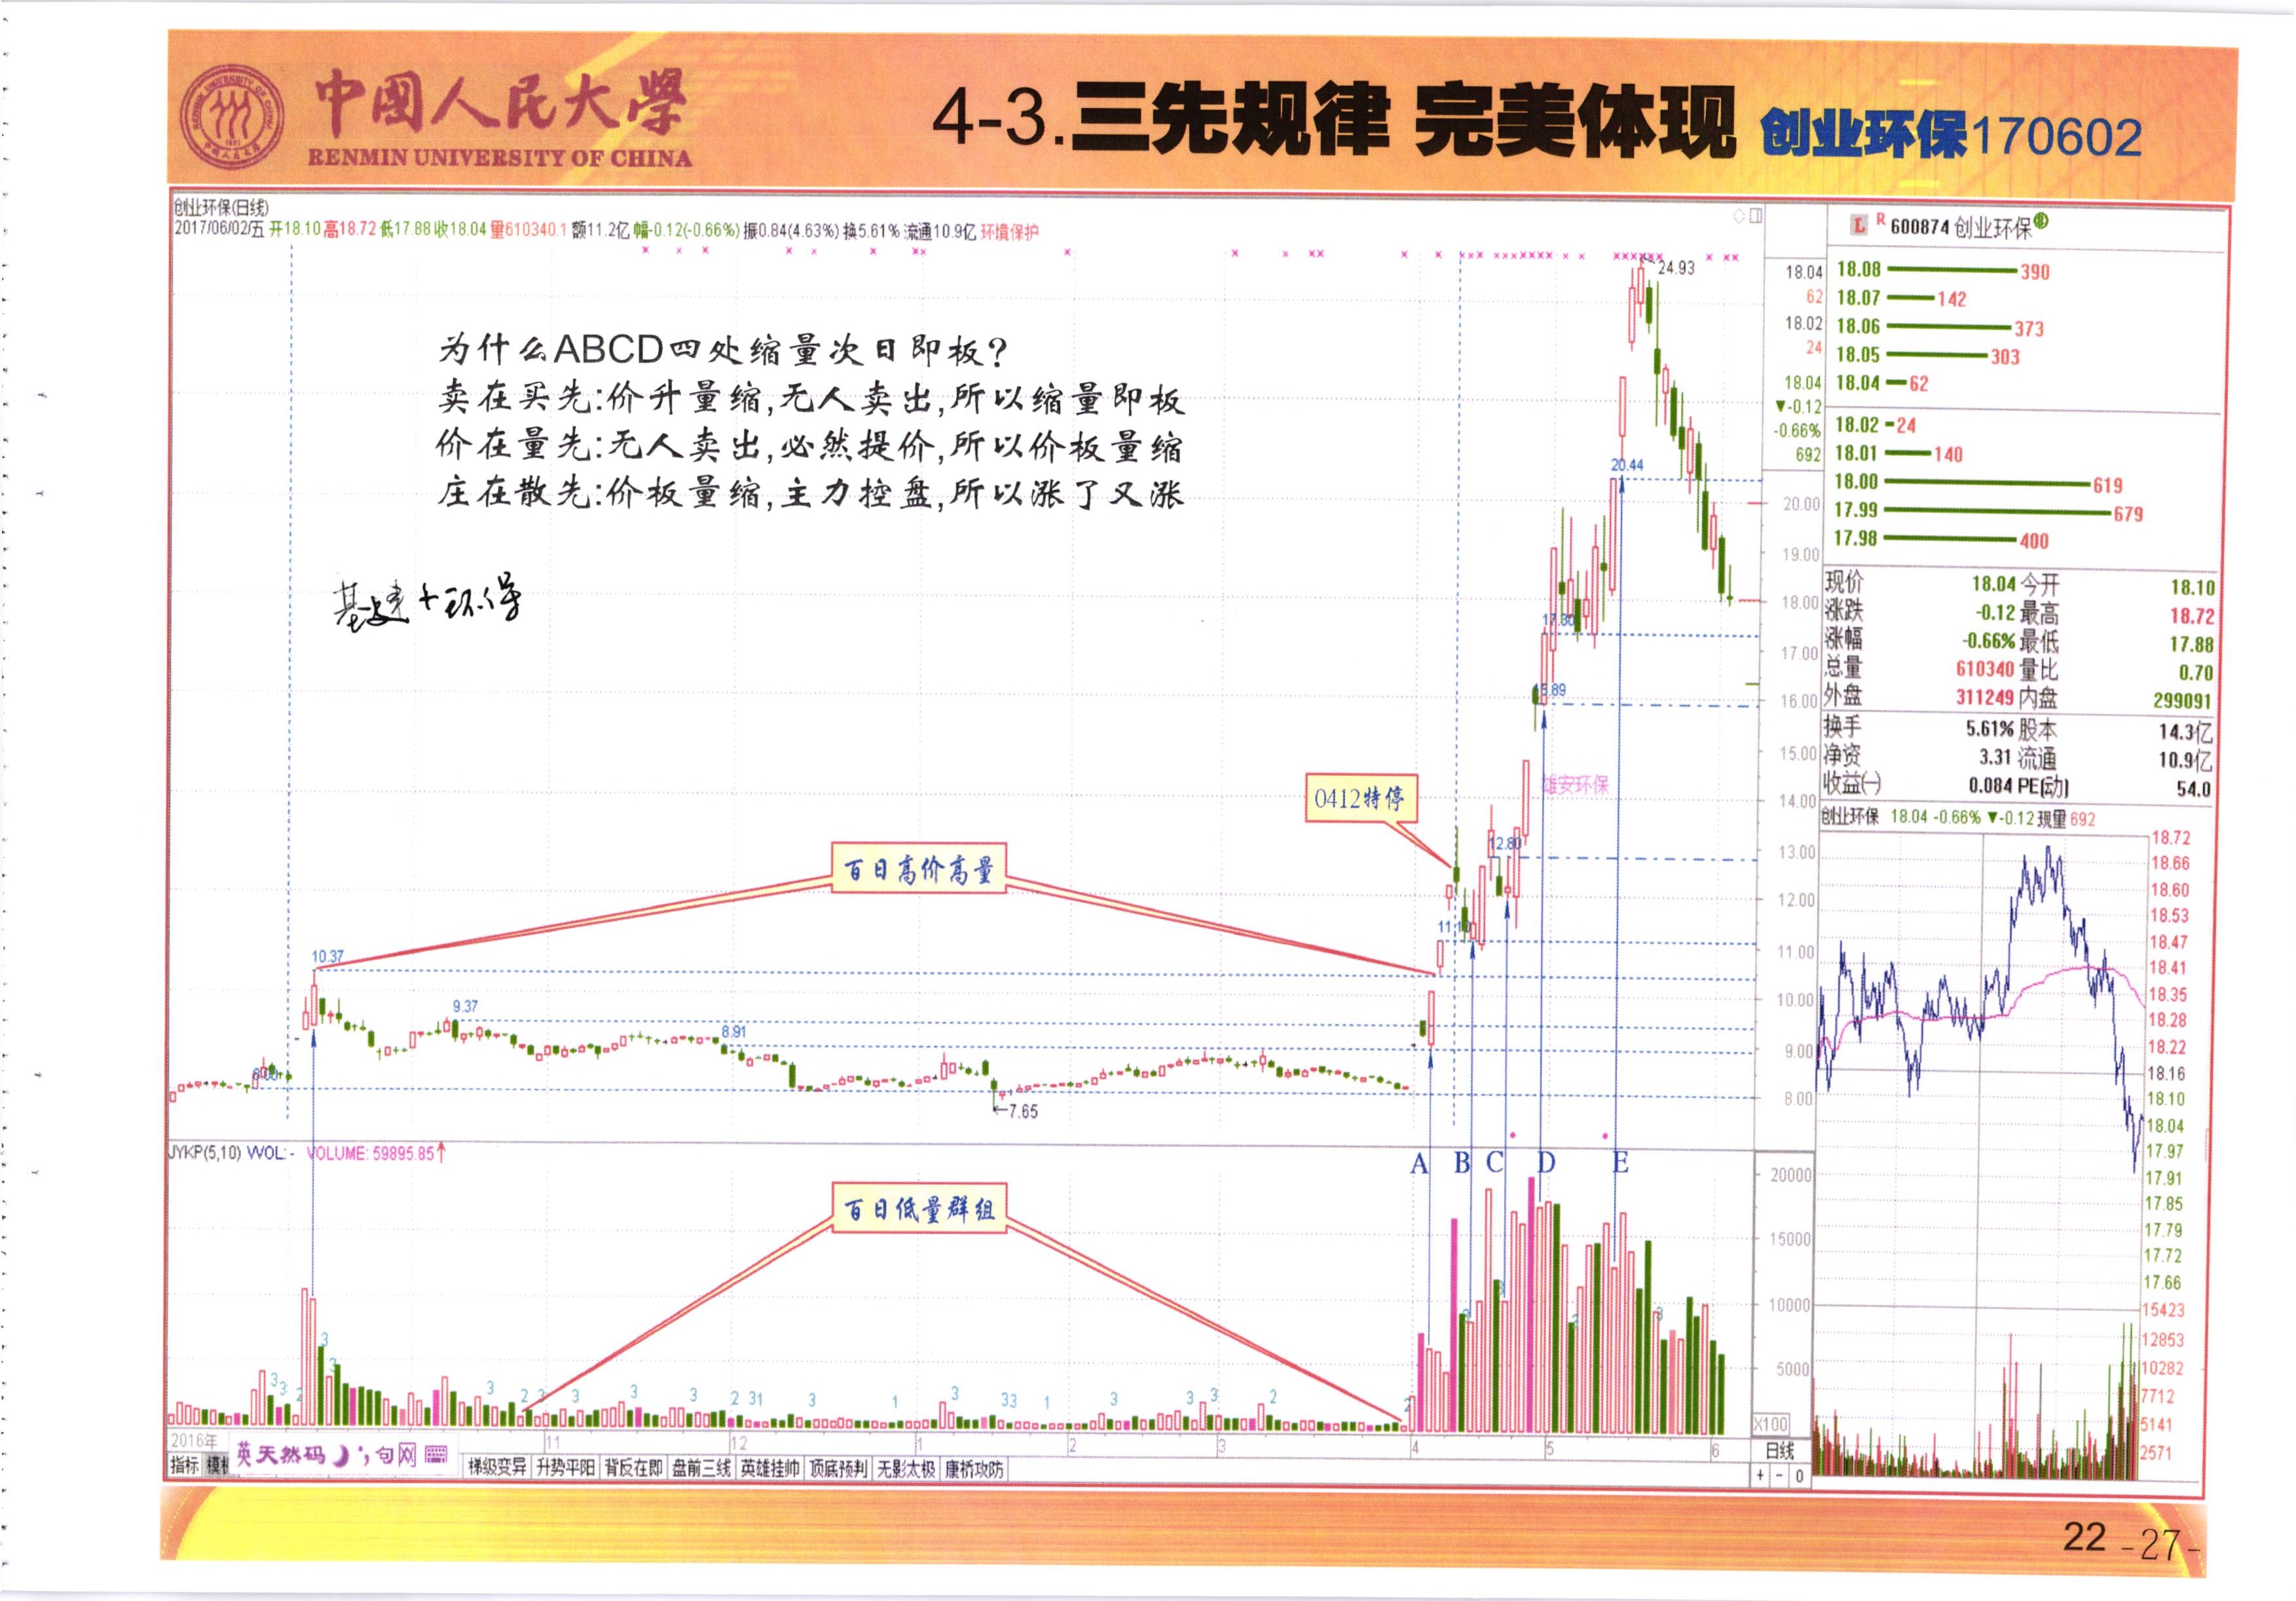 中國人民大學
RENMIN UNIVERSITY OF CHINA
4-3.三先规律 完美体现 创业环保170602
创业环保(日线)
2017/06/02/五 开18.10 高18.72 低17.88 收18.04 量610340.1 额11.2亿 幅-0.12(-0.66%) 振0.84(4.63%) 换5.61% 流通10.9亿 环境保护
为什么ABCD四处缩量次日即板?
卖在买先:价升量缩,无人卖出,所以缩量即板
价在量先:无人卖出,必然提价,所以价板量缩
庄在散先:价板量缩,主力控盘,所以涨了又涨
基建+环保
24.93
20.44
17.30
15.89
雄安环保
0412特停
12.80
百日高价高量
10.37
9.37
8.91
←7.65
18.04
62
18.02
24
18.04
▼-0.12
-0.66%
692
20.00
19.00
18.00
17.00
16.00
15.00
14.00
13.00
12.00
11.00
10.00
9.00
8.00
JYKP(5,10) VVOL:- VOLUME: 59895.85↑
A B C D E
百日低量群组
20000
15000
10000
5000
X100
2016年 11 12 1 2 3 4 5 6 日线
英 天然码 句 网
指标 梯级变异 升势平阳 背反在即 盘前三线 英雄挂帅 顶底预判 无影太极 康桥攻防
+ - 0
L R 600874 创业环保
18.08 390
18.07 142
18.06 373
18.05 303
18.04 62
18.02 24
18.01 140
18.00 619
17.99 679
17.98 400
现价 18.04 今开 18.10
涨跌 -0.12 最高 18.72
涨幅 -0.66% 最低 17.88
总量 610340 量比 0.70
外盘 311249 内盘 299091
换手 5.61% 股本 14.3亿
净资 3.31 流通 10.9亿
收益(一) 0.084 PE(动) 54.0
创业环保 18.04 -0.66% ▼-0.12 现量 692
18.72
18.66
18.60
18.53
18.47
18.41
18.35
18.28
18.22
18.16
18.10
18.04
17.97
17.91
17.85
17.79
17.72
17.66
15423
12853
10282
7712
5141
2571
22 -27-